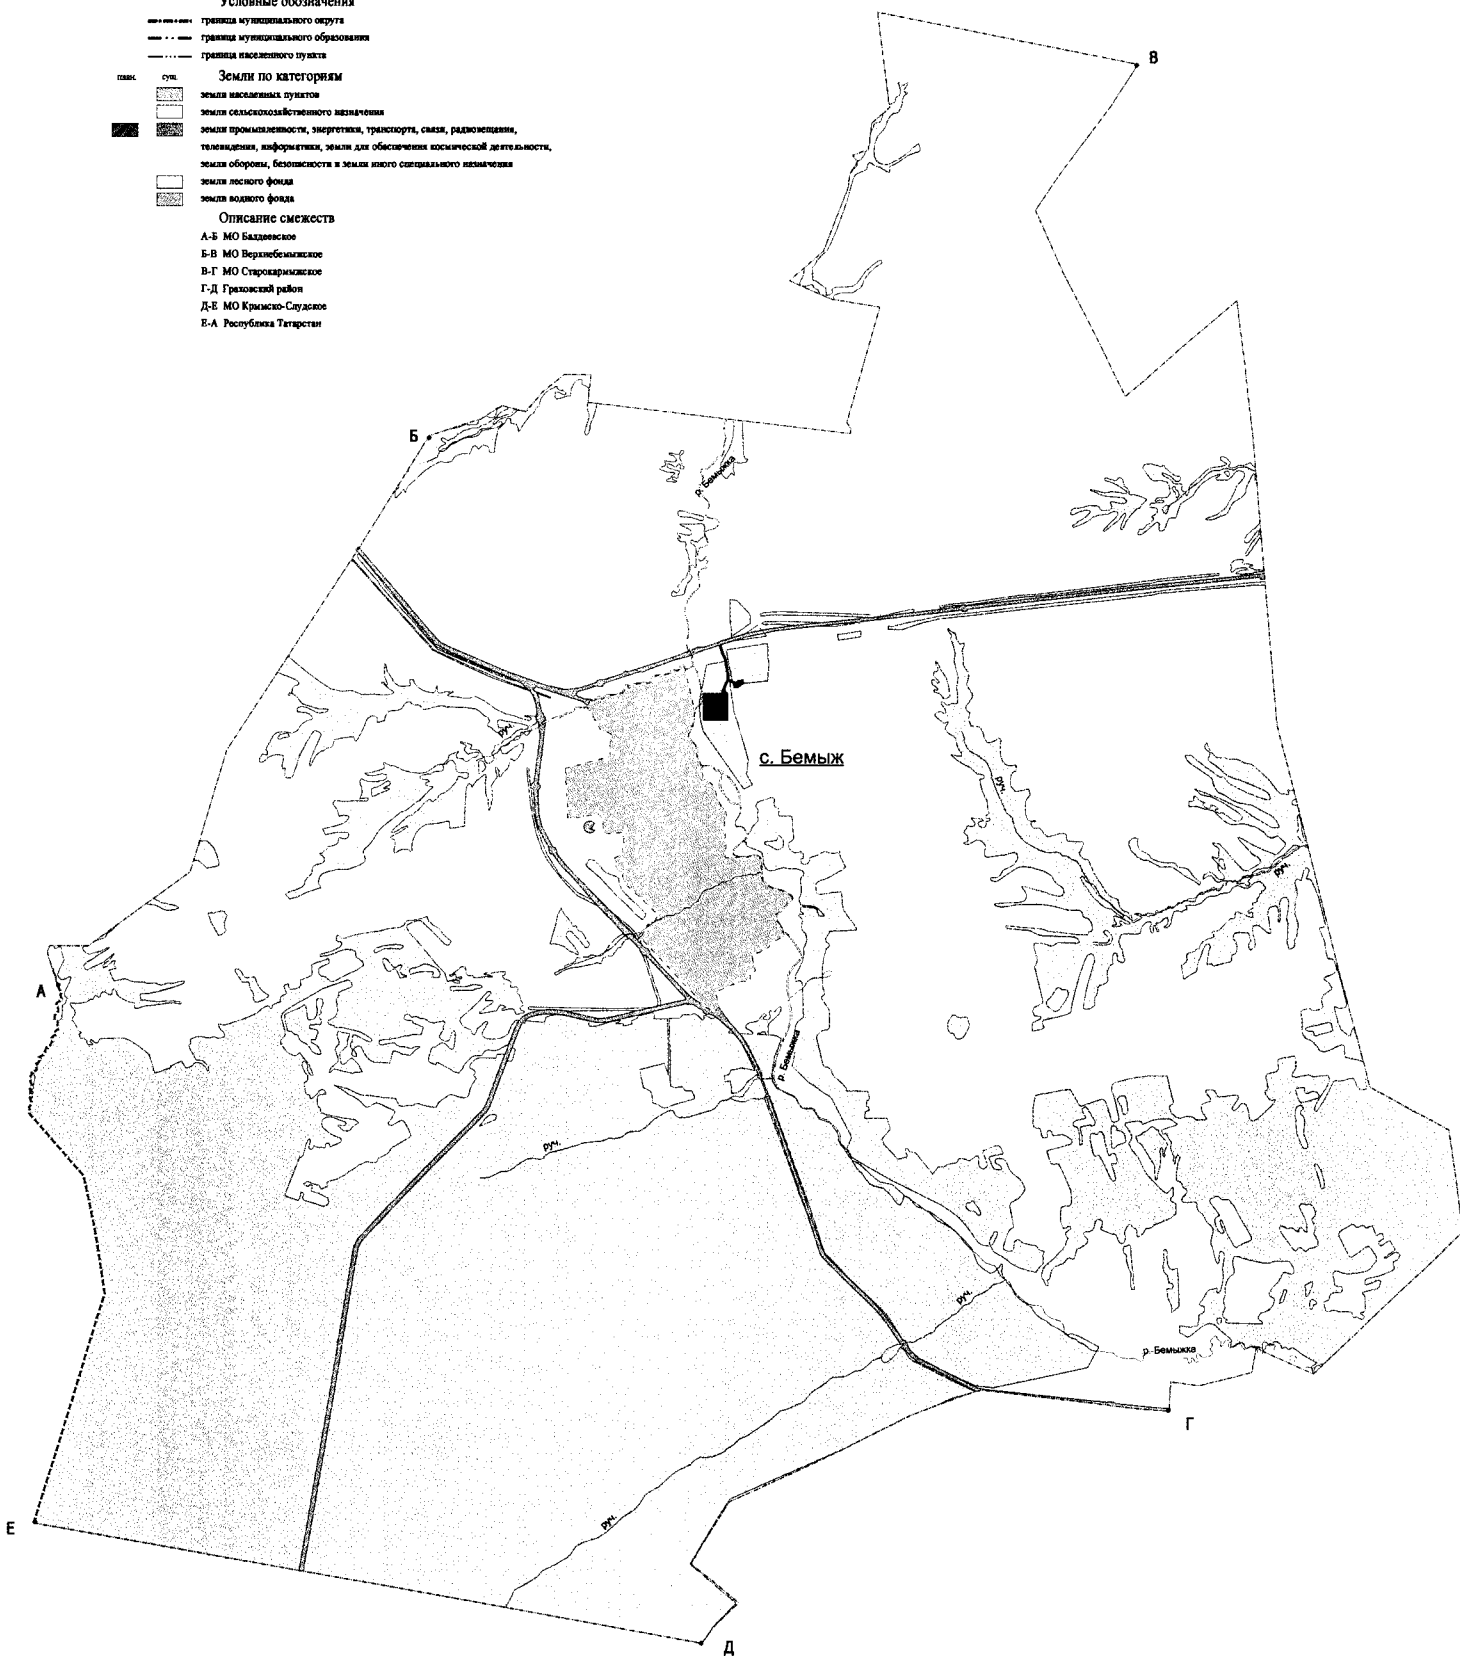 Условные обозначения
граница муниципального округа
граница муниципального образования
граница населенного пункта
план. сущ. Земли по категориям
земли населенных пунктов
земли сельскохозяйственного назначения
земли промышленности, энергетики, транспорта, связи, радиовещания,
телевидения, информатики, земли для обеспечения космической деятельности,
земли обороны, безопасности и земли иного специального назначения
земли лесного фонда
земли водного фонда
Описание смежеств
А-Б МО Балдеевское
Б-В МО Верхнебемыжское
В-Г МО Старокармыжское
Г-Д Граховский район
Д-Е МО Крымско-Слудское
Е-А Республика Татарстан
В
Б
р. Бемыжка
руч.
с. Бемыж
руч.
руч.
А
р. Бемыжка
руч.
руч.
р. Бемыжка
Г
руч.
Е
Д